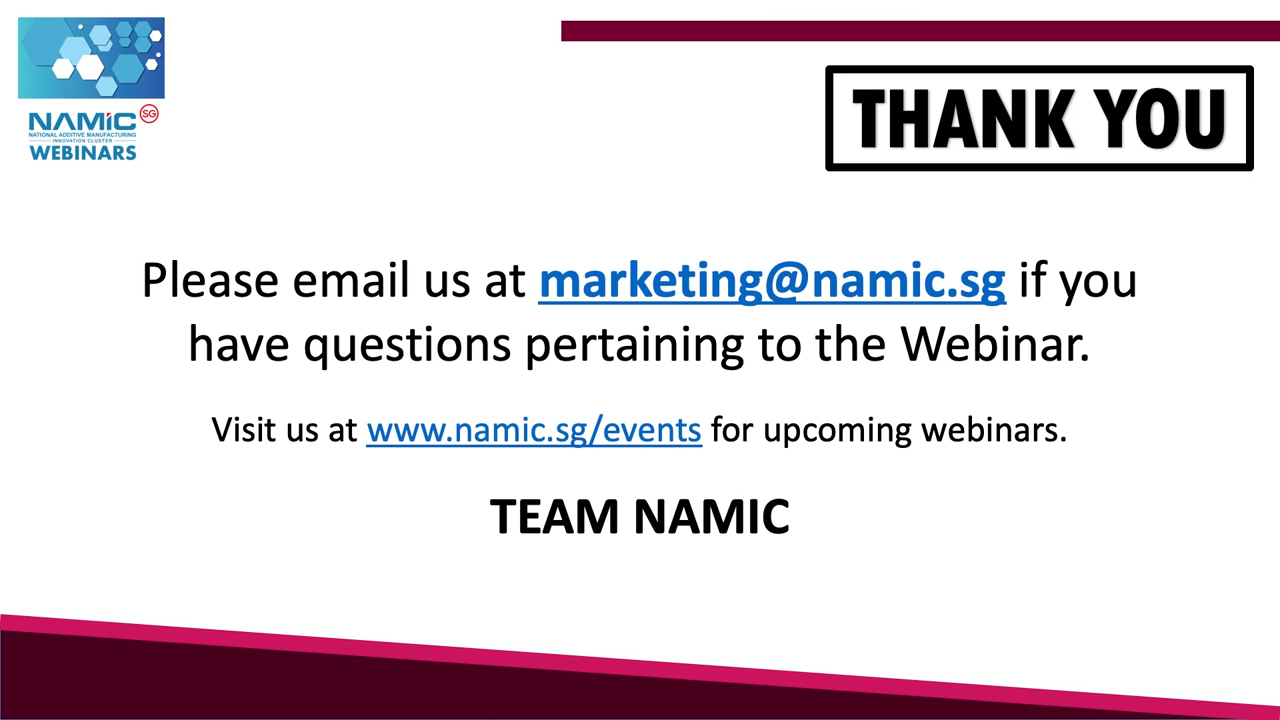 NAMIC SG
NATIONAL ADDITIVE MANUFACTURING
INNOVATION CLUSTER
WEBINARS
THANK YOU
Please email us at marketing@namic.sg if you
have questions pertaining to the Webinar.
Visit us at www.namic.sg/events for upcoming webinars.
TEAM NAMIC